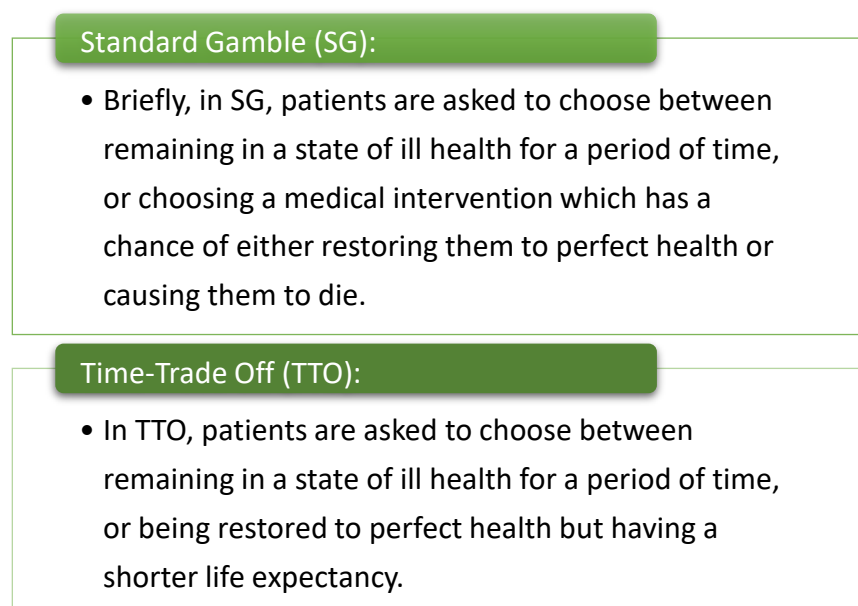 Standard Gamble (SG):
• Briefly, in SG, patients are asked to choose between
remaining in a state of ill health for a period of time,
or choosing a medical intervention which has a
chance of either restoring them to perfect health or
causing them to die.
Time-Trade Off (TTO):
• In TTO, patients are asked to choose between
remaining in a state of ill health for a period of time,
or being restored to perfect health but having a
shorter life expectancy.